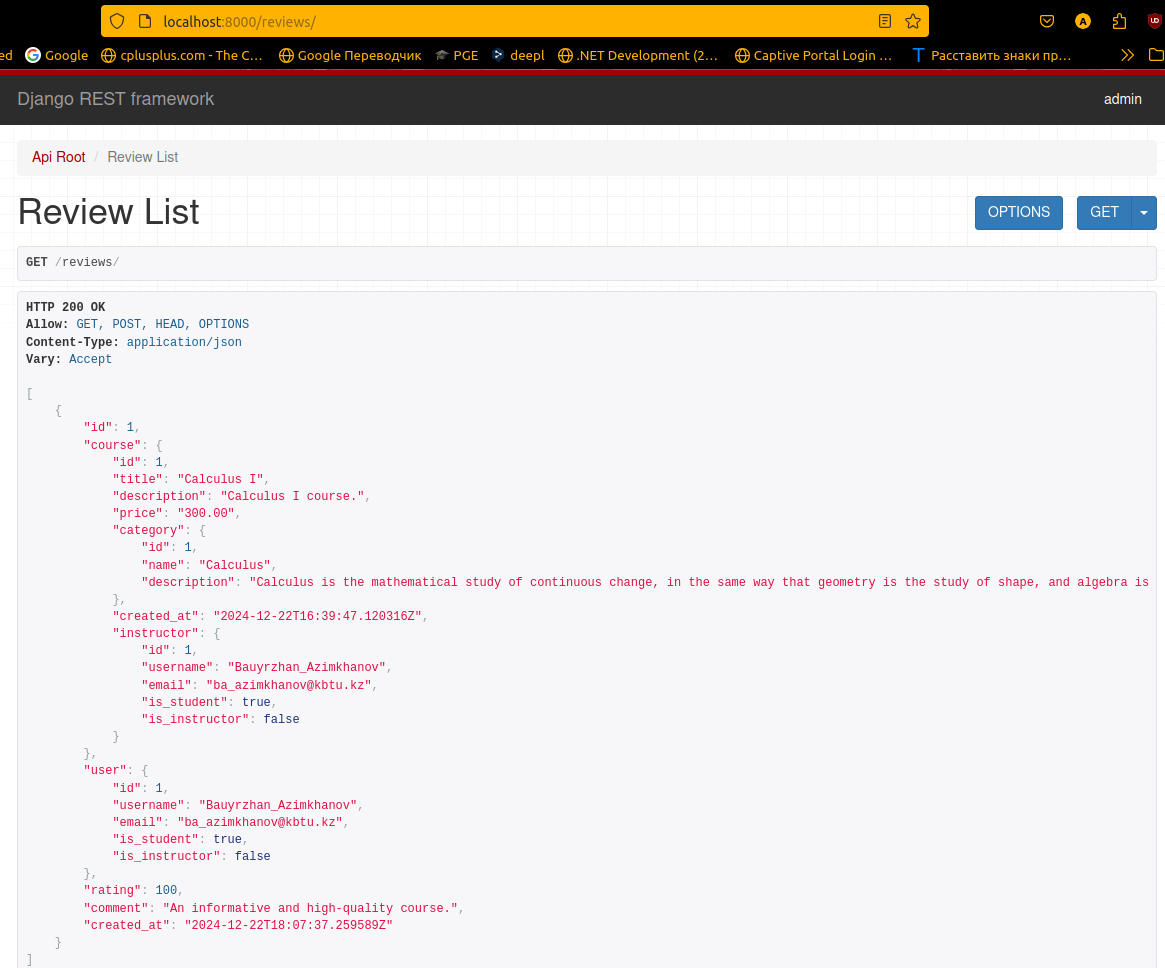 localhost:8000/reviews/
ed Google cplusplus.com - The C… Google Переводчик PGE deepl .NET Development (2… Captive Portal Login … Расставить знаки пр…
Django REST framework admin
Api Root / Review List
Review List OPTIONS GET
GET /reviews/
HTTP 200 OK
Allow: GET, POST, HEAD, OPTIONS
Content-Type: application/json
Vary: Accept
[
    {
        "id": 1,
        "course": {
            "id": 1,
            "title": "Calculus I",
            "description": "Calculus I course.",
            "price": "300.00",
            "category": {
                "id": 1,
                "name": "Calculus",
                "description": "Calculus is the mathematical study of continuous change, in the same way that geometry is the study of shape, and algebra is
            },
            "created_at": "2024-12-22T16:39:47.120316Z",
            "instructor": {
                "id": 1,
                "username": "Bauyrzhan_Azimkhanov",
                "email": "ba_azimkhanov@kbtu.kz",
                "is_student": true,
                "is_instructor": false
            }
        },
        "user": {
            "id": 1,
            "username": "Bauyrzhan_Azimkhanov",
            "email": "ba_azimkhanov@kbtu.kz",
            "is_student": true,
            "is_instructor": false
        },
        "rating": 100,
        "comment": "An informative and high-quality course.",
        "created_at": "2024-12-22T18:07:37.259589Z"
    }
]